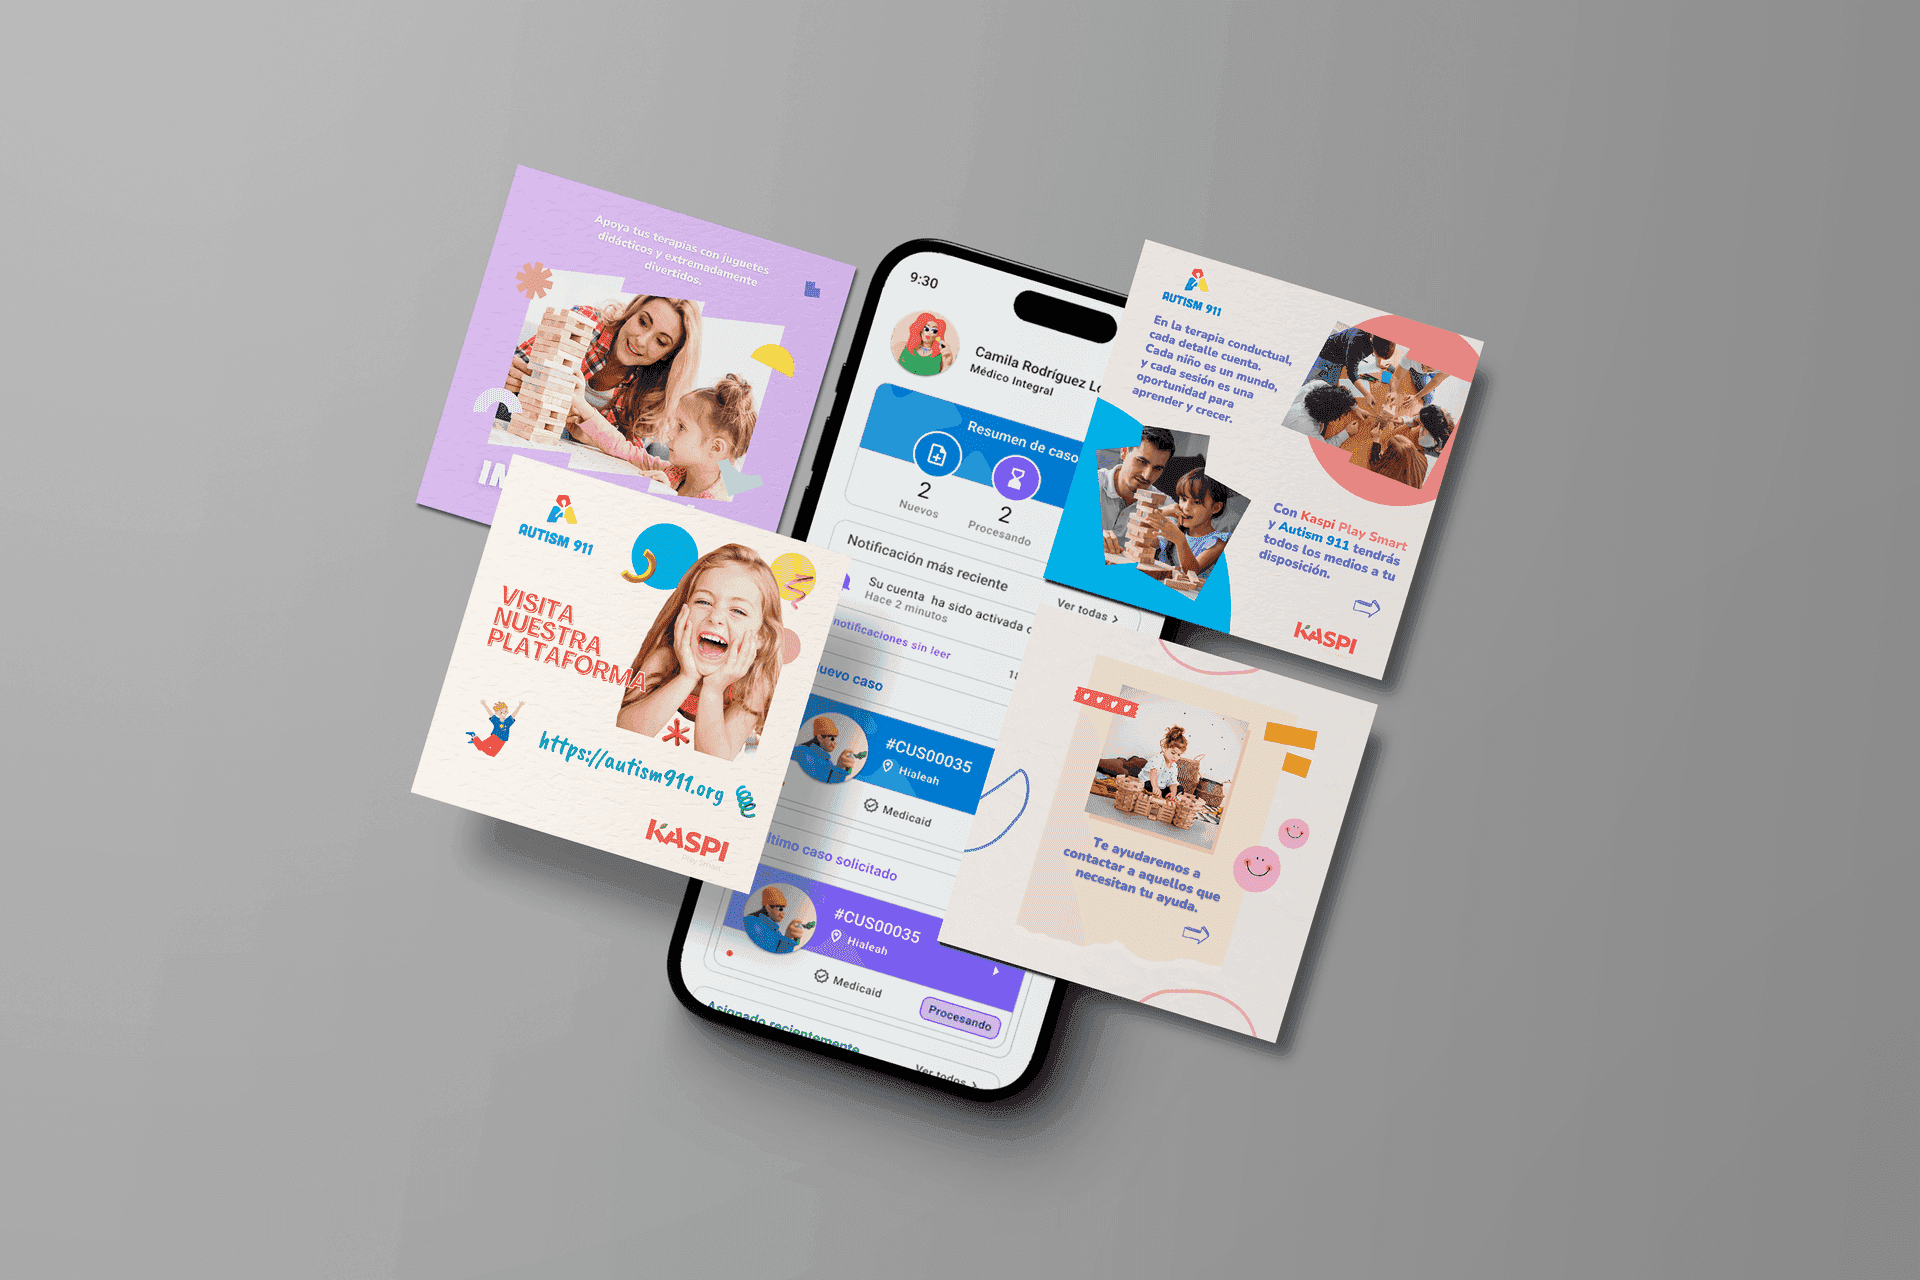 Apoya tus terapias con juguetes
didácticos y extremadamente
divertidos.
AUTISM 911
VISITA
NUESTRA
PLATAFORMA
https://autism911.org
KASPI
Play Smart
9:30
Camila Rodríguez
Médico Integral
Resumen de caso
2
Nuevos
2
Procesando
Notificación más reciente
Su cuenta ha sido activada
Hace 2 minutos
Ver todas >
notificaciones sin leer
caso
#CUS00035
Hialeah
Medicaid
caso solicitado
#CUS00035
Hialeah
Medicaid
Procesando
Asignado recientemente
Ver todos >
AUTISM 911
En la terapia conductual,
cada detalle cuenta.
Cada niño es un mundo,
y cada sesión es una
oportunidad para
aprender y crecer.
Con Kaspi Play Smart
y Autism 911 tendrás
todos los medios a tu
disposición.
KASPI
Te ayudaremos a
contactar a aquellos que
necesitan tu ayuda.